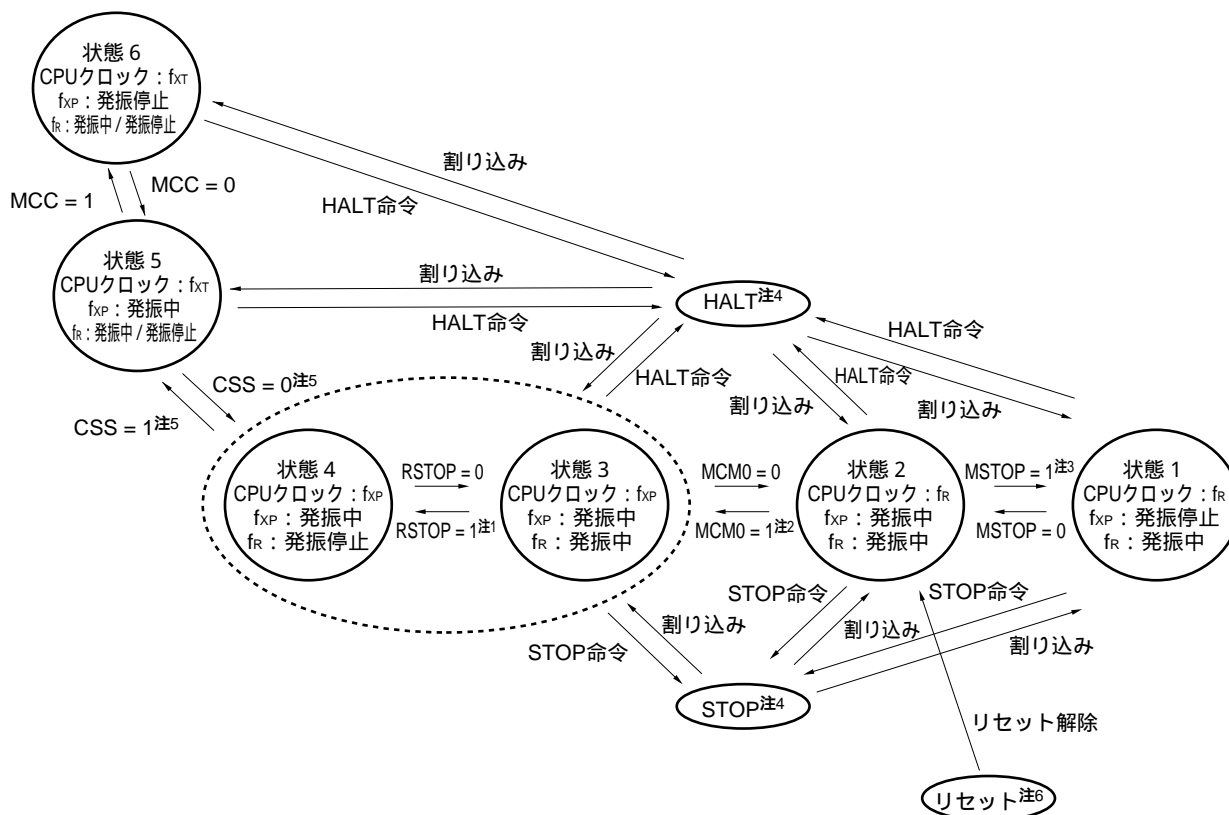 状態 6
CPUクロック : fXT
fXP : 発振停止
fR : 発振中 / 発振停止
割り込み
HALT命令
MCC = 1
MCC = 0
状態 5
CPUクロック : fXT
fXP : 発振中
fR : 発振中 / 発振停止
割り込み
HALT命令
HALT注4
割り込み
HALT命令
HALT命令
割り込み
HALT命令
割り込み
CSS = 0注5
CSS = 1注5
状態 4
CPUクロック : fXP
fXP : 発振中
fR : 発振停止
RSTOP = 0
RSTOP = 1注1
状態 3
CPUクロック : fXP
fXP : 発振中
fR : 発振中
MCM0 = 0
MCM0 = 1注2
状態 2
CPUクロック : fR
fXP : 発振中
fR : 発振中
MSTOP = 1注3
MSTOP = 0
状態 1
CPUクロック : fR
fXP : 発振停止
fR : 発振中
STOP命令
割り込み
STOP命令
割り込み
STOP命令
割り込み
STOP注4
リセット解除
リセット注6